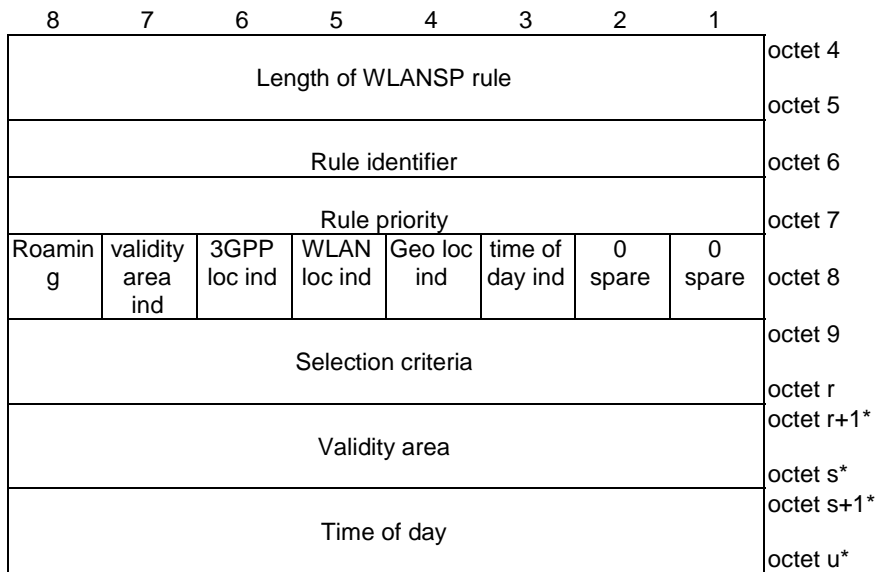 8 7 6 5 4 3 2 1
octet 4
Length of WLANSP rule
octet 5
Rule identifier octet 6
Rule priority octet 7
Roamin validity 3GPP WLAN Geo loc time of 0 0
g area loc ind loc ind ind day ind spare spare octet 8
ind
octet 9
Selection criteria
octet r
octet r+1*
Validity area
octet s*
octet s+1*
Time of day
octet u*